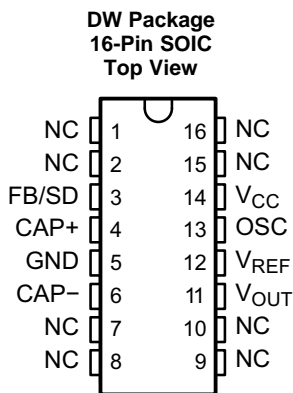 DW Package
16-Pin SOIC
Top View
NC 1 16 NC
NC 2 15 NC
FB/SD 3 14 VCC
CAP+ 4 13 OSC
GND 5 12 VREF
CAP− 6 11 VOUT
NC 7 10 NC
NC 8 9 NC